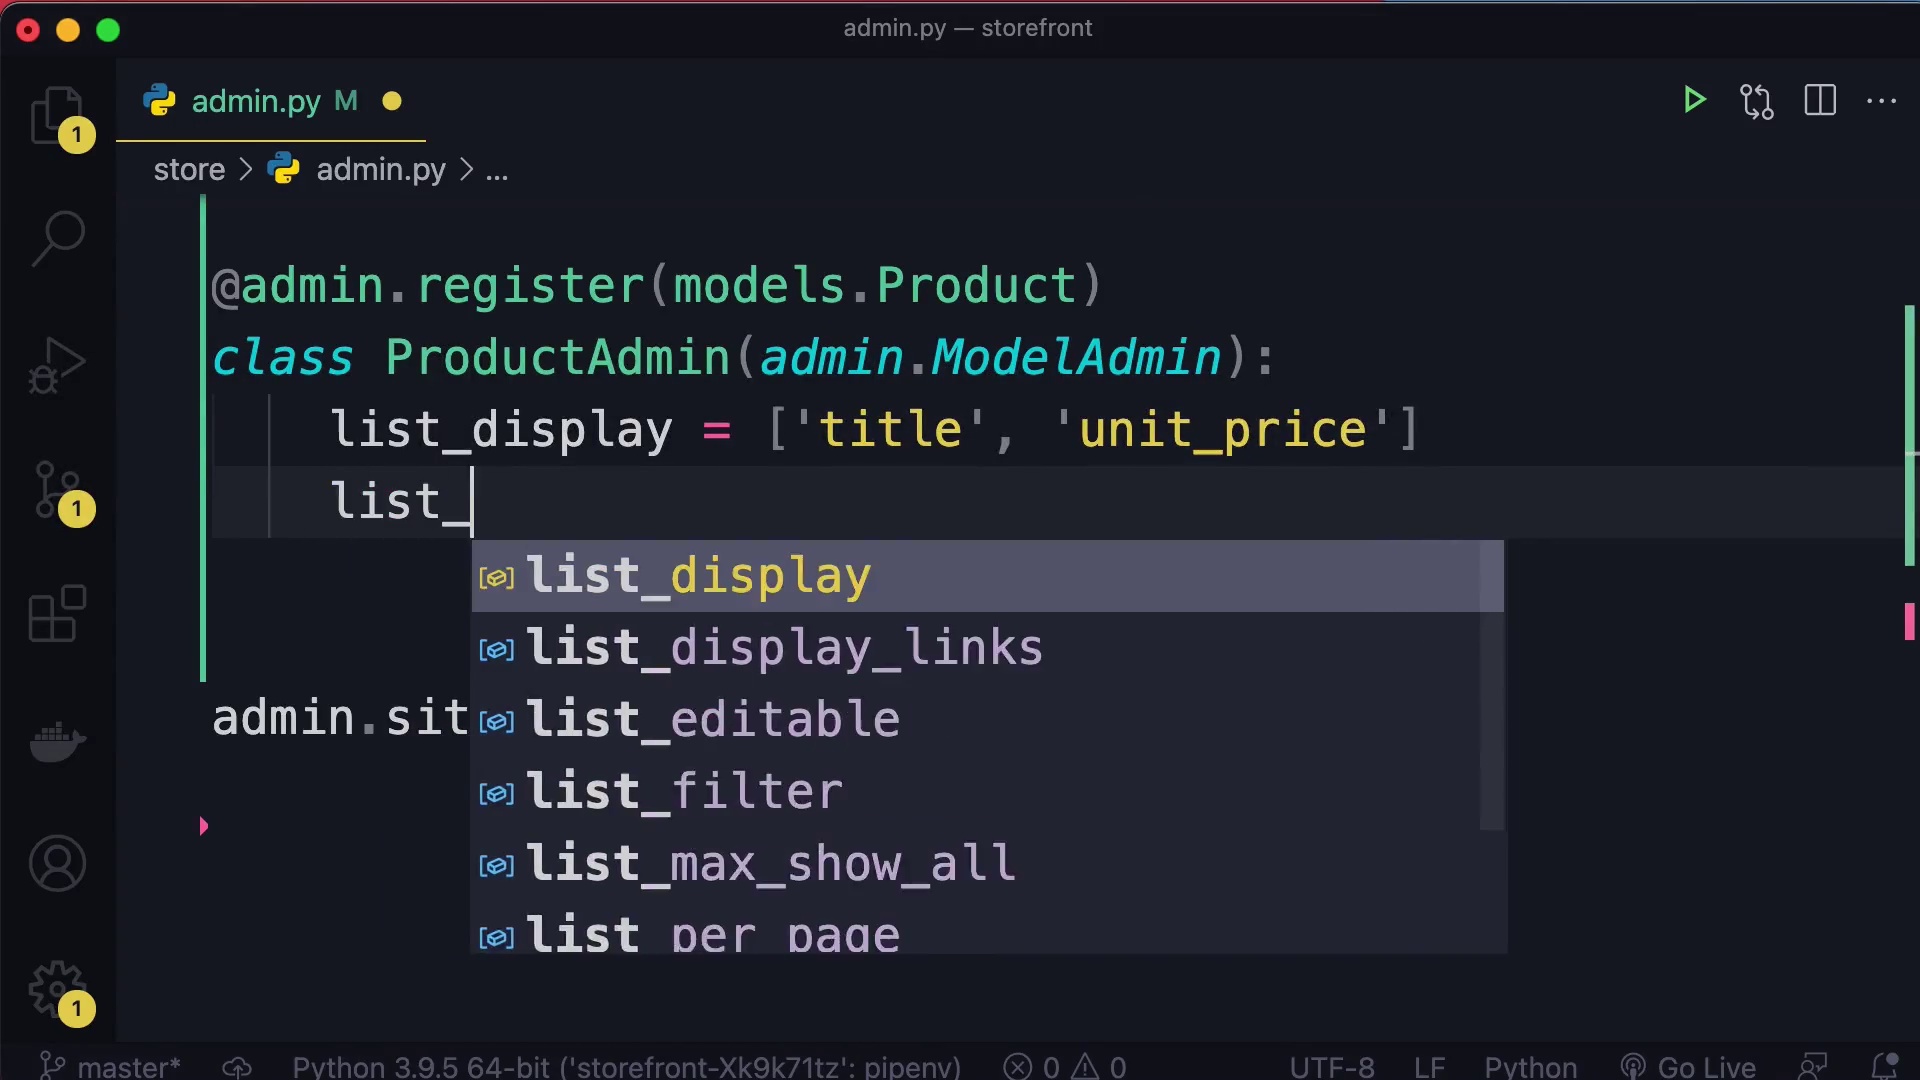 admin.py — storefront
admin.py M
1
store > admin.py > ...
@admin.register(models.Product)
class ProductAdmin(admin.ModelAdmin):
list_display = ['title', 'unit_price']
list_
1
list_display
list_display_links
list_editable
admin.sit
list_filter
list_max_show_all
list_per_page
1
master* Python 3.9.5 64-bit ('storefront-Xk9k71tz': pipenv) 0 0 UTF-8 LF Python Go Live